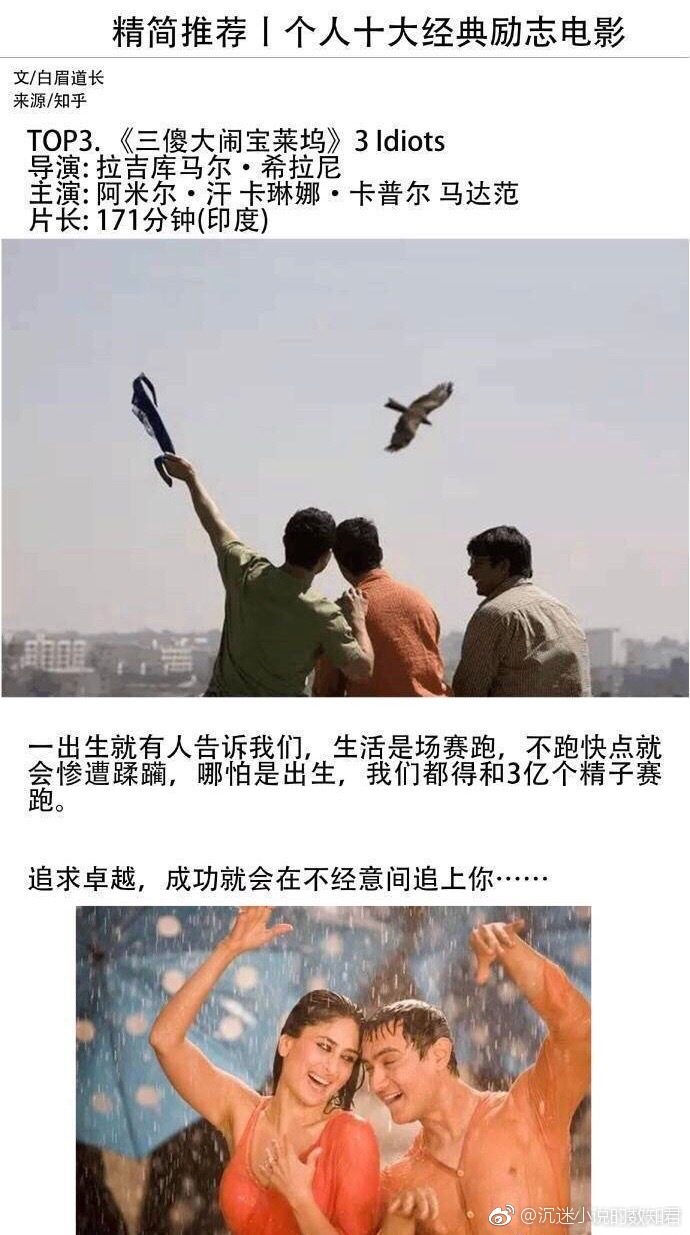 精简推荐丨个人十大经典励志电影
文/白眉道长
来源/知乎
TOP3. 《三傻大闹宝莱坞》3 Idiots
导演: 拉吉库马尔·希拉尼
主演: 阿米尔·汗 卡琳娜·卡普尔 马达范
片长: 171分钟(印度)
一出生就有人告诉我们，生活是场赛跑，不跑快点就
会惨遭蹂躏，哪怕是出生，我们都得和3亿个精子赛
跑。
追求卓越，成功就会在不经意间追上你……
@沉迷小说的数知君